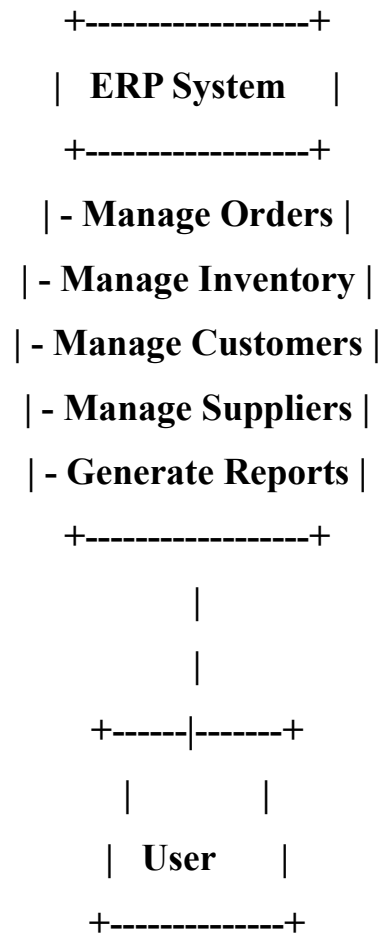 +------------------+
| ERP System |
+------------------+
| - Manage Orders |
| - Manage Inventory |
| - Manage Customers |
| - Manage Suppliers |
| - Generate Reports |
+------------------+
|
|
+------|-------+
| |
| User |
+--------------+